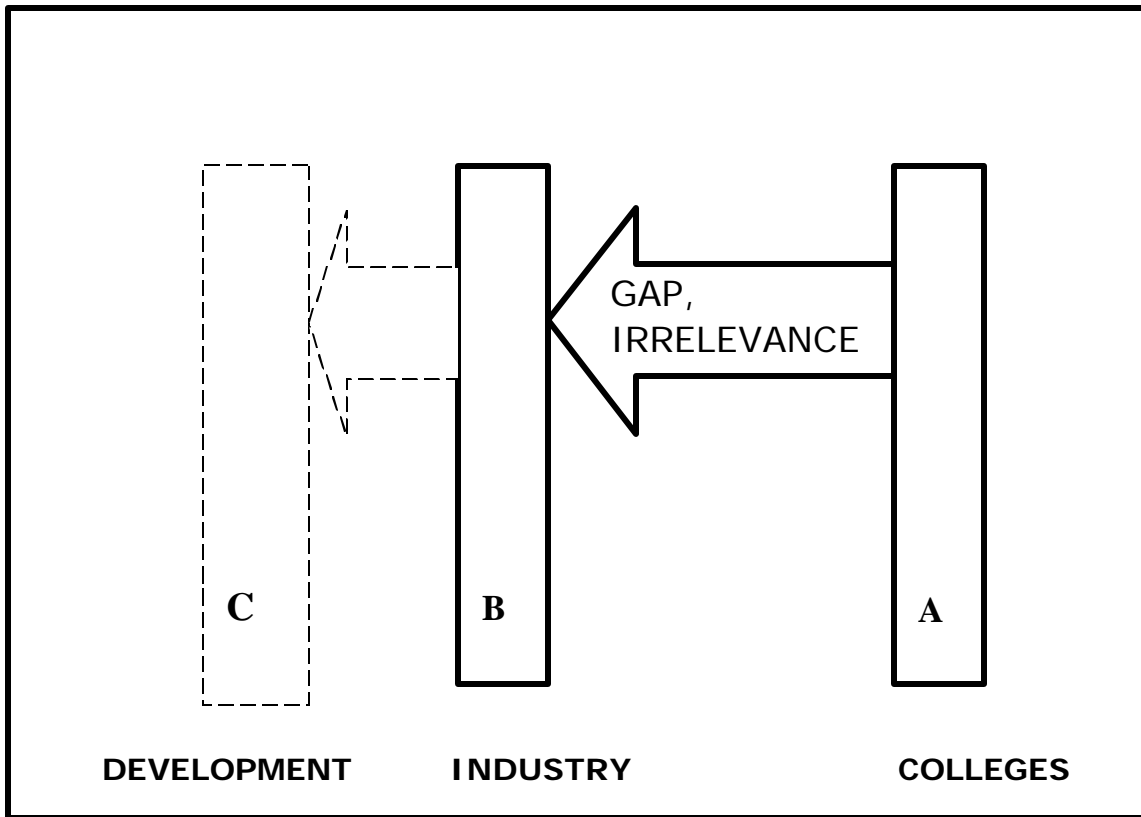 GAP,
IRRELEVANCE
C
B
A
DEVELOPMENT
INDUSTRY
COLLEGES